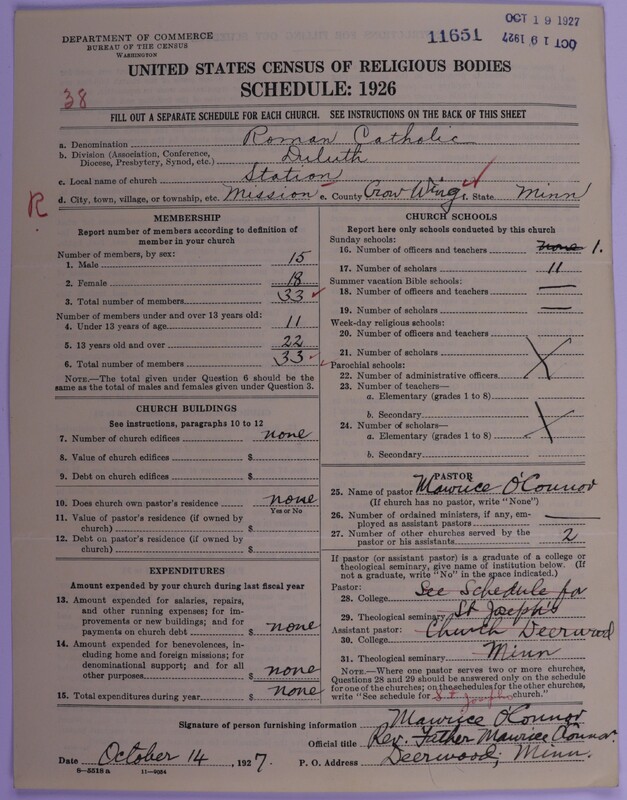 OCT 19 1927
DEPARTMENT OF COMMERCE
BUREAU OF THE CENSUS
WASHINGTON
11651
OCT 19 1927
UNITED STATES CENSUS OF RELIGIOUS BODIES
SCHEDULE: 1926
38
FILL OUT A SEPARATE SCHEDULE FOR EACH CHURCH. SEE INSTRUCTIONS ON THE BACK OF THIS SHEET
a. Denomination Roman Catholic
b. Division (Association, Conference, Diocese, Presbytery, Synod, etc.) Duluth
c. Local name of church Station
R
d. City, town, village, or township, etc. Mission e. County Crow Wing f. State Minn
MEMBERSHIP
Report number of members according to definition of
member in your church
Number of members, by sex:
1. Male 15
2. Female 18
3. Total number of members 33
Number of members under and over 13 years old:
4. Under 13 years of age 11
5. 13 years old and over 22
6. Total number of members 33
NOTE.—The total given under Question 6 should be the
same as the total of males and females given under Question 3.
CHURCH BUILDINGS
See instructions, paragraphs 10 to 12
7. Number of church edifices none
8. Value of church edifices $
9. Debt on church edifices $
10. Does church own pastor's residence none
Yes or No
11. Value of pastor's residence (if owned by
church) $
12. Debt on pastor's residence (if owned by
church) $
EXPENDITURES
Amount expended by your church during last fiscal year
13. Amount expended for salaries, repairs,
and other running expenses; for im-
provements or new buildings; and for
payments on church debt $ none
14. Amount expended for benevolences, in-
cluding home and foreign missions; for
denominational support; and for all
other purposes $ none
15. Total expenditures during year $ none
CHURCH SCHOOLS
Report here only schools conducted by this church
Sunday schools:
16. Number of officers and teachers none 1.
17. Number of scholars 11
Summer vacation Bible schools:
18. Number of officers and teachers —
19. Number of scholars —
Week-day religious schools:
20. Number of officers and teachers
21. Number of scholars
Parochial schools:
22. Number of administrative officers
23. Number of teachers—
a. Elementary (grades 1 to 8)
b. Secondary
24. Number of scholars—
a. Elementary (grades 1 to 8)
b. Secondary
PASTOR
25. Name of pastor Maurice O'Connor
(If church has no pastor, write "None")
26. Number of ordained ministers, if any, em-
ployed as assistant pastors —
27. Number of other churches served by the
pastor or his assistants 2
If pastor (or assistant pastor) is a graduate of a college or
theological seminary, give name of institution below. (If
not a graduate, write "No" in the space indicated.)
Pastor:
28. College See Schedule for
29. Theological seminary St Joseph's
Assistant pastor: Church Deerwood
30. College
31. Theological seminary Minn
NOTE.—Where one pastor serves two or more churches,
Questions 28 and 29 should be answered only on the schedule
for one of the churches; on the schedules for the other churches,
write "See schedule for St Joseph church."
Signature of person furnishing information Maurice O'Connor
Official title Rev. Father Maurice O'Connor.
Date October 14, 1927. P. O. Address Deerwood, Minn.
8—5518 a 11—9034